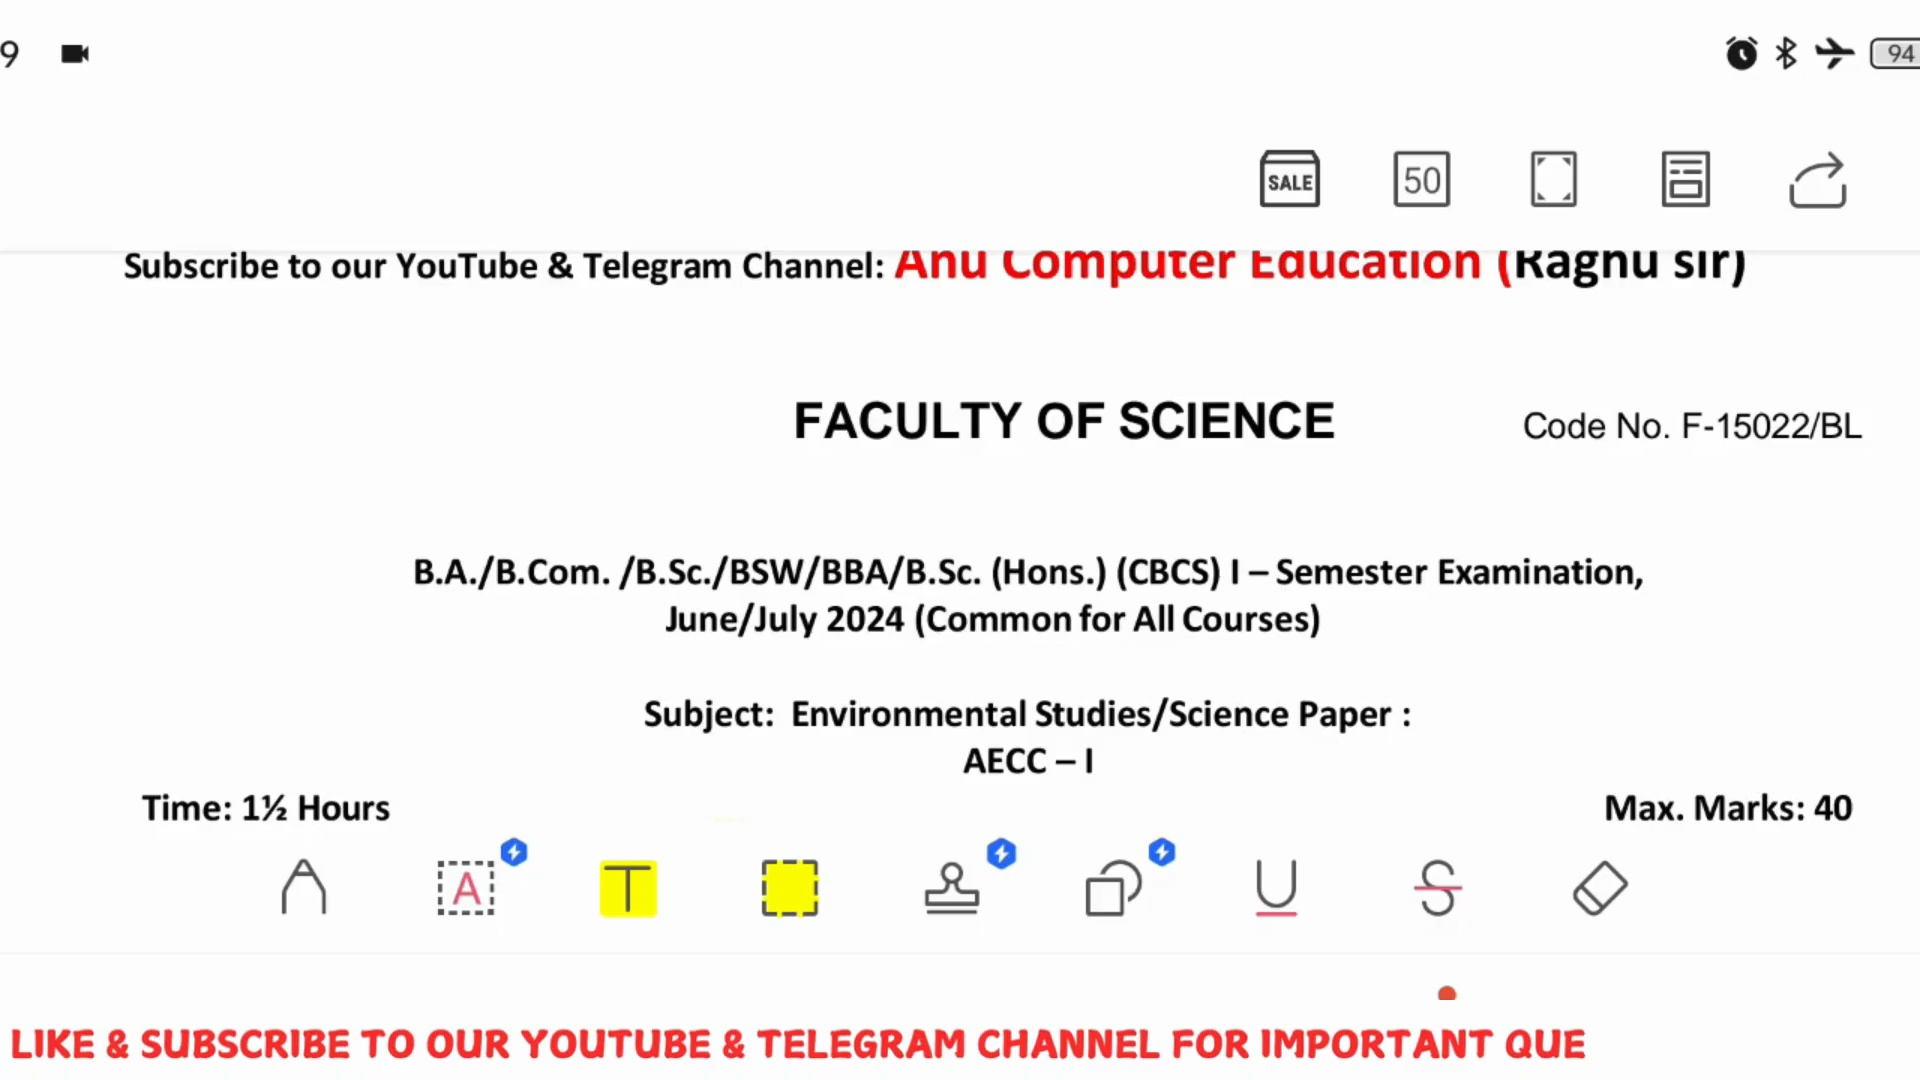 9
94
SALE
50
Subscribe to our YouTube & Telegram Channel: Anu Computer Education (Raghu sir)
FACULTY OF SCIENCE
Code No. F-15022/BL
B.A./B.Com. /B.Sc./BSW/BBA/B.Sc. (Hons.) (CBCS) I – Semester Examination,
June/July 2024 (Common for All Courses)
Subject: Environmental Studies/Science Paper :
AECC – I
Time: 1½ Hours
Max. Marks: 40
A
T
U
S
LIKE & SUBSCRIBE TO OUR YOUTUBE & TELEGRAM CHANNEL FOR IMPORTANT QUE